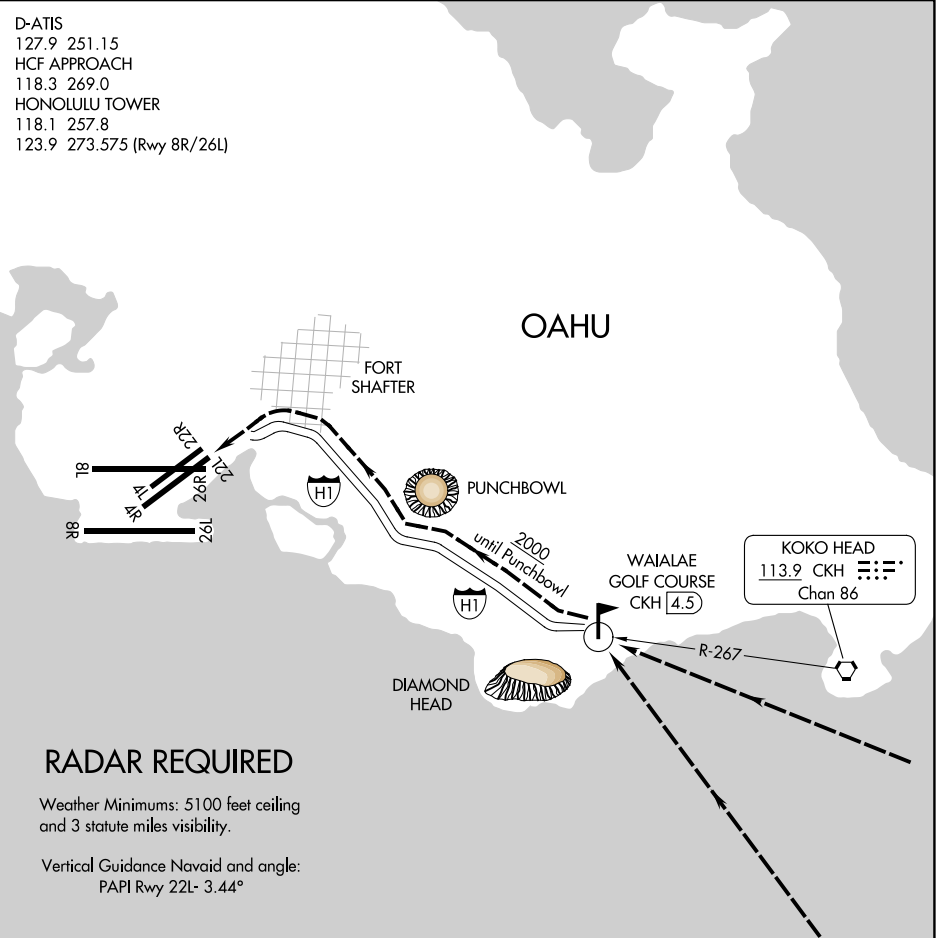 D-ATIS
127.9 251.15
HCF APPROACH
118.3 269.0
HONOLULU TOWER
118.1 257.8
123.9 273.575 (Rwy 8R/26L)
OAHU
FORT
SHAFTER
22R
22L
8L
26R
4L
4R
8R
26L
H1
PUNCHBOWL
2000
until Punchbowl
H1
WAIALAE
GOLF COURSE
CKH 4.5
KOKO HEAD
113.9 CKH
Chan 86
R-267
DIAMOND
HEAD
RADAR REQUIRED
Weather Minimums: 5100 feet ceiling
and 3 statute miles visibility.
Vertical Guidance Navaid and angle:
PAPI Rwy 22L- 3.44°